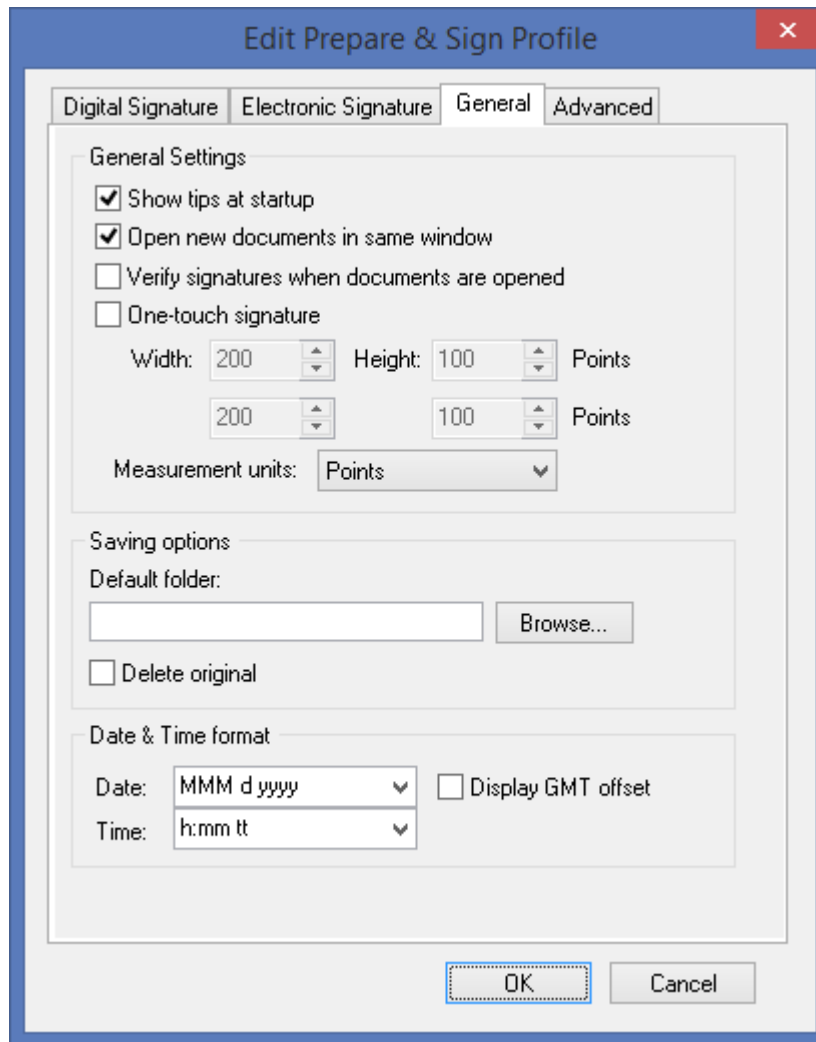 Edit Prepare & Sign Profile
Digital Signature Electronic Signature General Advanced
General Settings
Show tips at startup
Open new documents in same window
Verify signatures when documents are opened
One-touch signature
Width: 200 Height: 100 Points
200 100 Points
Measurement units: Points
Saving options
Default folder:
Browse...
Delete original
Date & Time format
Date: MMM d yyyy Display GMT offset
Time: h:mm tt
OK Cancel